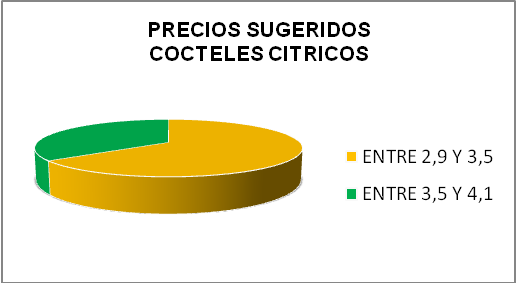 PRECIOS SUGERIDOS
COCTELES CITRICOS
ENTRE 2,9 Y 3,5
ENTRE 3,5 Y 4,1